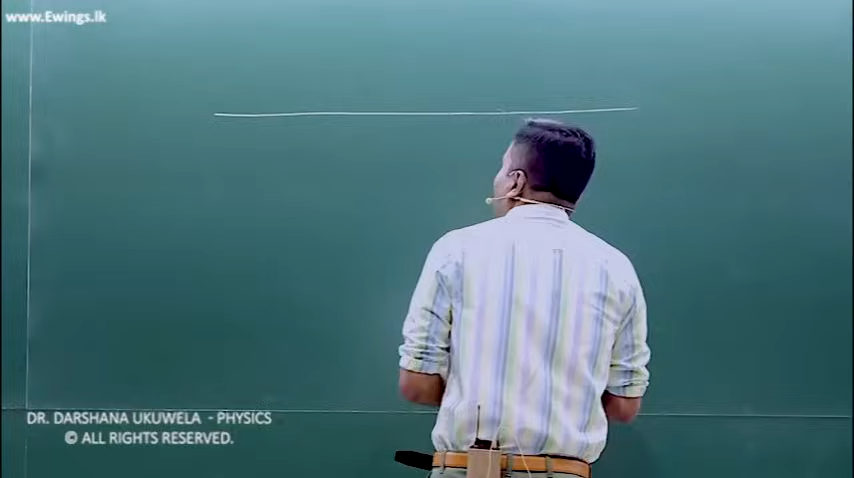 www.Ewings.lk
DR. DARSHANA UKUWELA - PHYSICS
© ALL RIGHTS RESERVED.